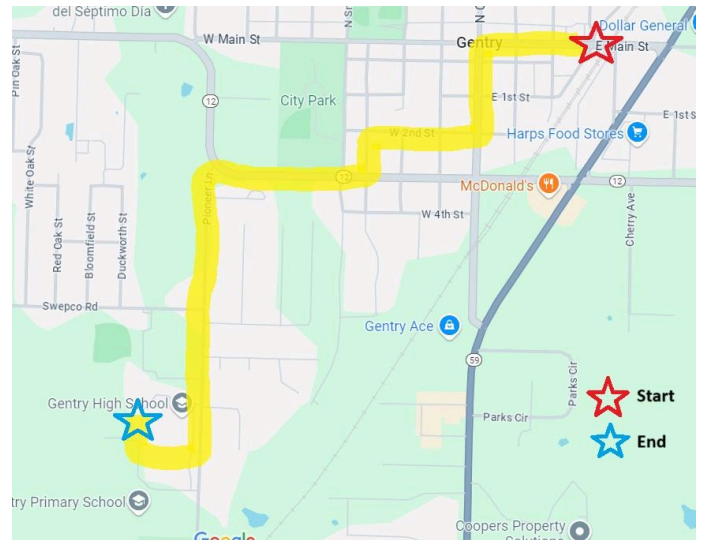 del Séptimo Día
Dollar General
W Main St
N St
N C
Gentry
E Main St
Pin Oak St
12
City Park
E 1st St
E 1st S
W 2nd St
Harps Food Stores
White Oak St
Pioneer Ln
12
McDonald's
12
Cherry Ave
W 4th St
Red Oak St
Bloomfield St
Duckworth St
Swepco Rd
Gentry Ace
59
Parks Cir
Gentry High School
Start
Parks Cir
End
try Primary School
Coopers Property
Solutions
Google